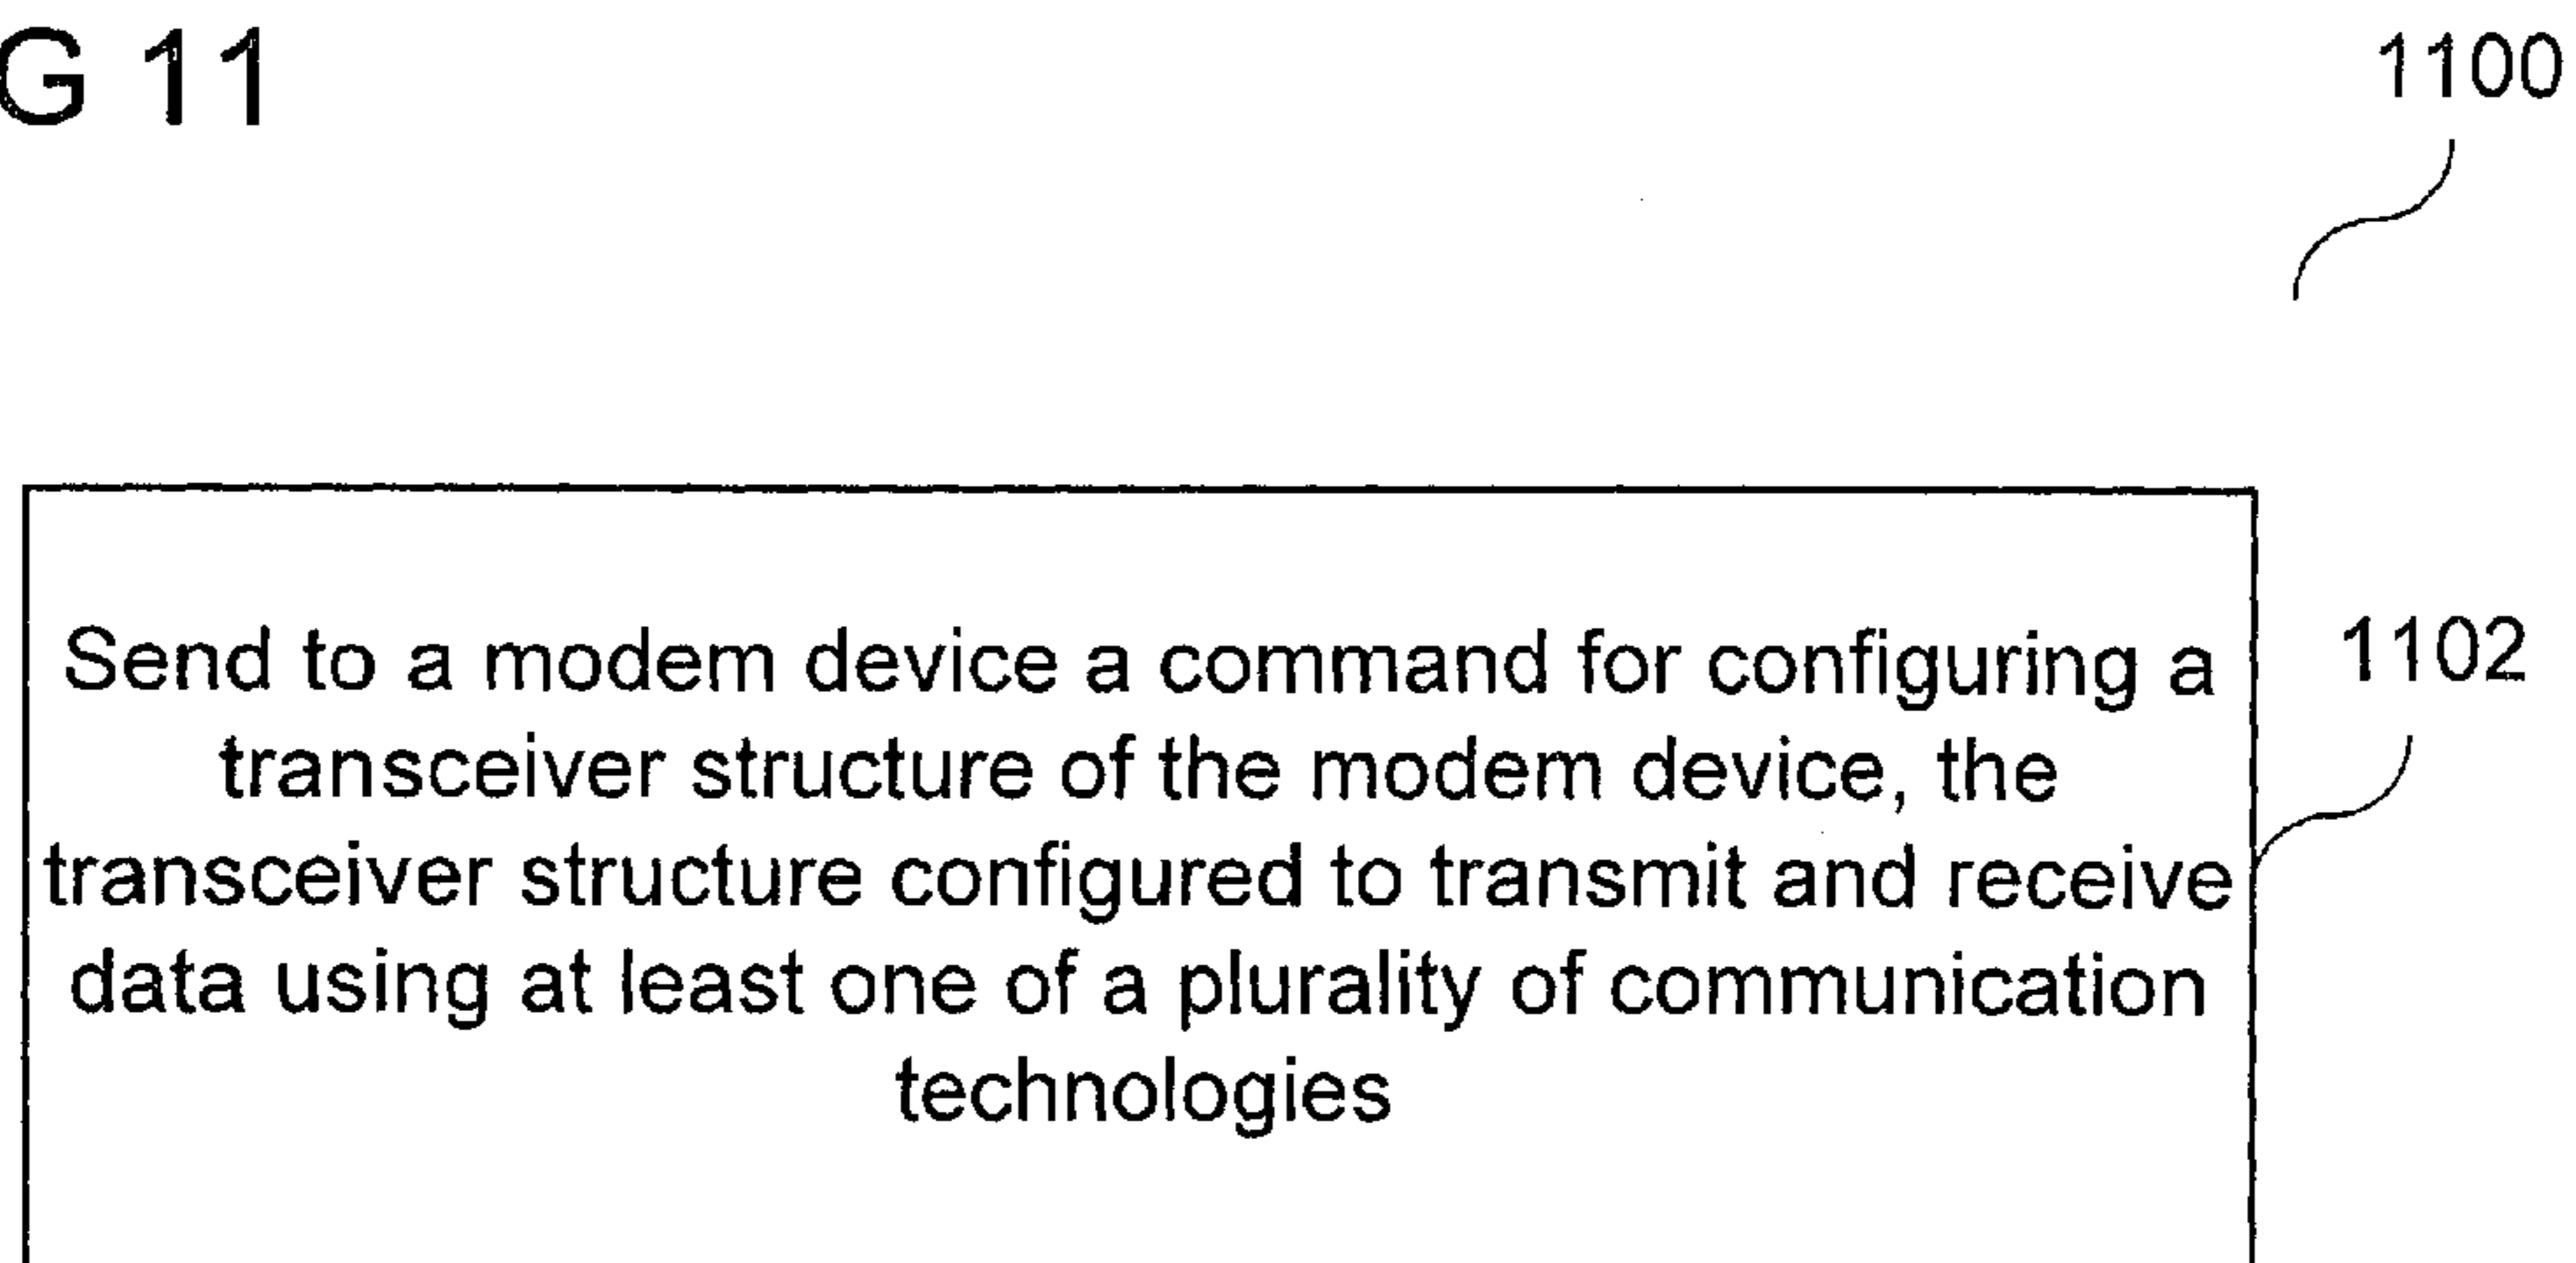 G 11
1100
Send to a modem device a command for configuring a
1102
transceiver structure of the modem device, the
transceiver structure configured to transmit and receive
data using at least one of a plurality of communication
technologies